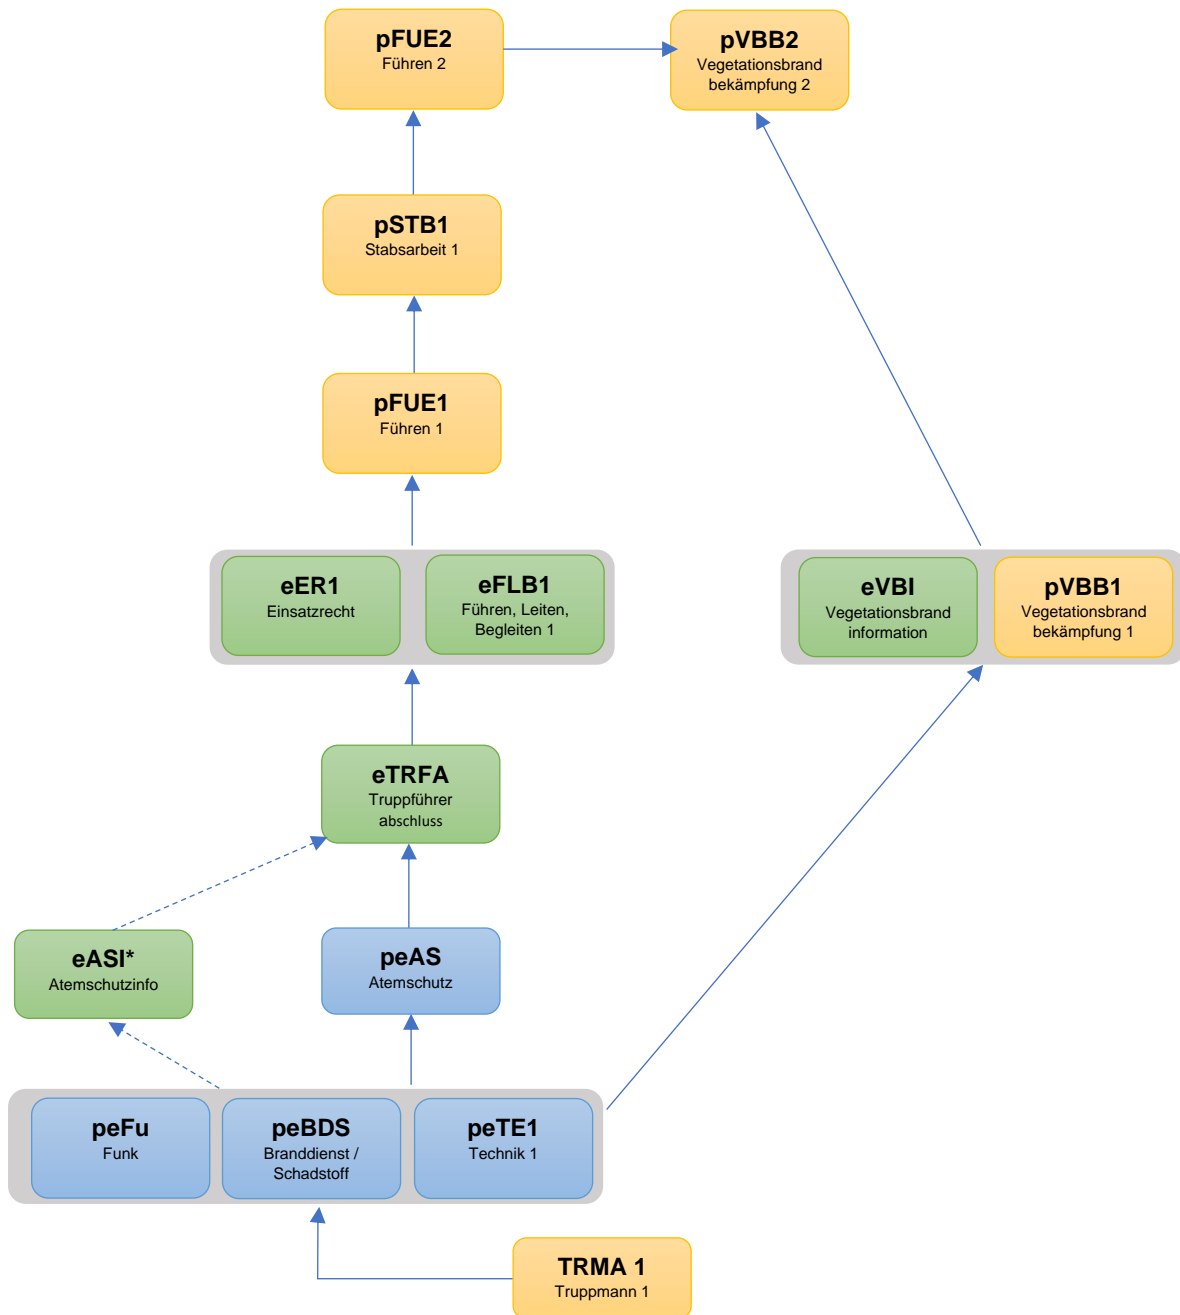 pFUE2
Führen 2
pVBB2
Vegetationsbrand
bekämpfung 2
pSTB1
Stabsarbeit 1
pFUE1
Führen 1
eER1
Einsatzrecht
eFLB1
Führen, Leiten,
Begleiten 1
eVBI
Vegetationsbrand
information
pVBB1
Vegetationsbrand
bekämpfung 1
eTRFA
Truppführer
abschluss
eASI*
Atemschutzinfo
peAS
Atemschutz
peFu
Funk
peBDS
Branddienst /
Schadstoff
peTE1
Technik 1
TRMA 1
Truppmann 1